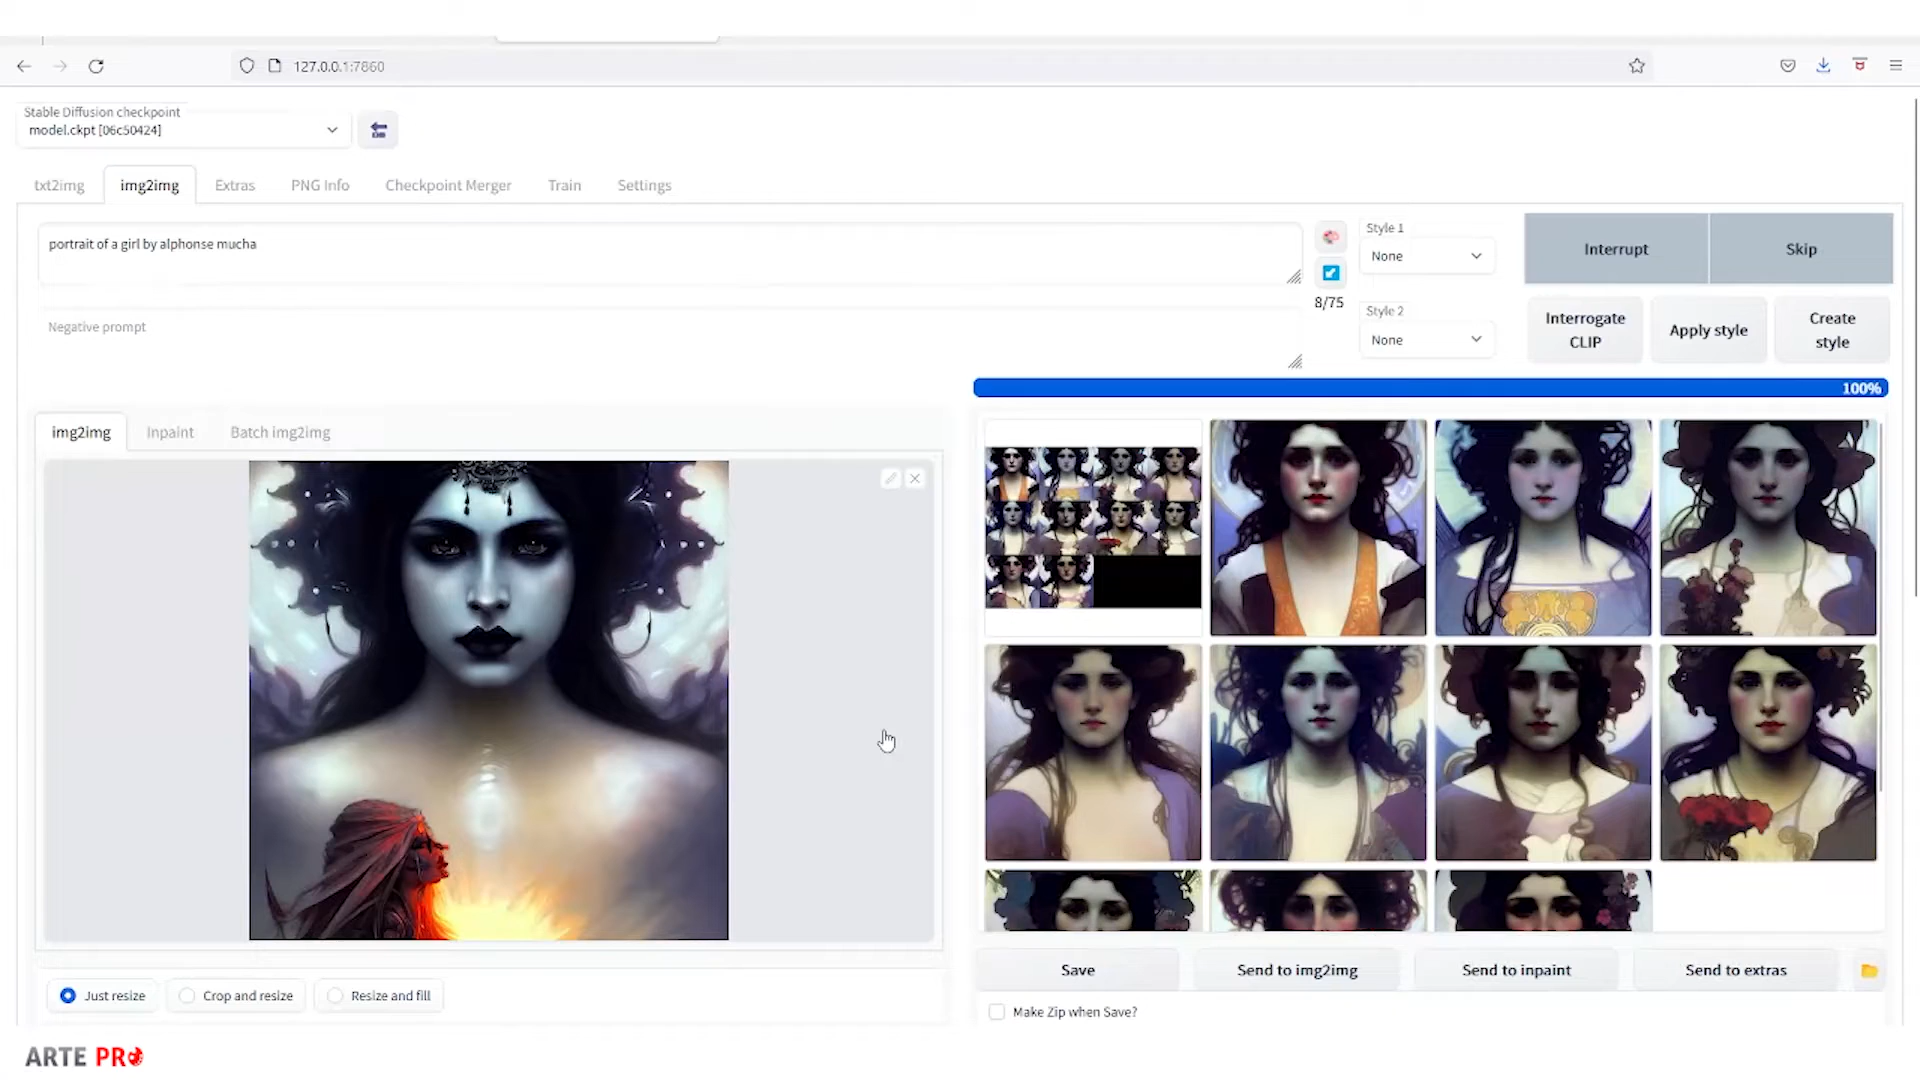 127.0.0.1:7860
Stable Diffusion checkpoint
model.ckpt [06c50424]
txt2img
img2img
Extras
PNG Info
Checkpoint Merger
Train
Settings
portrait of a girl by alphonse mucha
Negative prompt
8/75
Style 1
None
Style 2
None
Interrupt
Skip
Interrogate
CLIP
Apply style
Create
style
100%
img2img
Inpaint
Batch img2img
Just resize
Crop and resize
Resize and fill
Save
Send to img2img
Send to inpaint
Send to extras
Make Zip when Save?
ARTE PRO